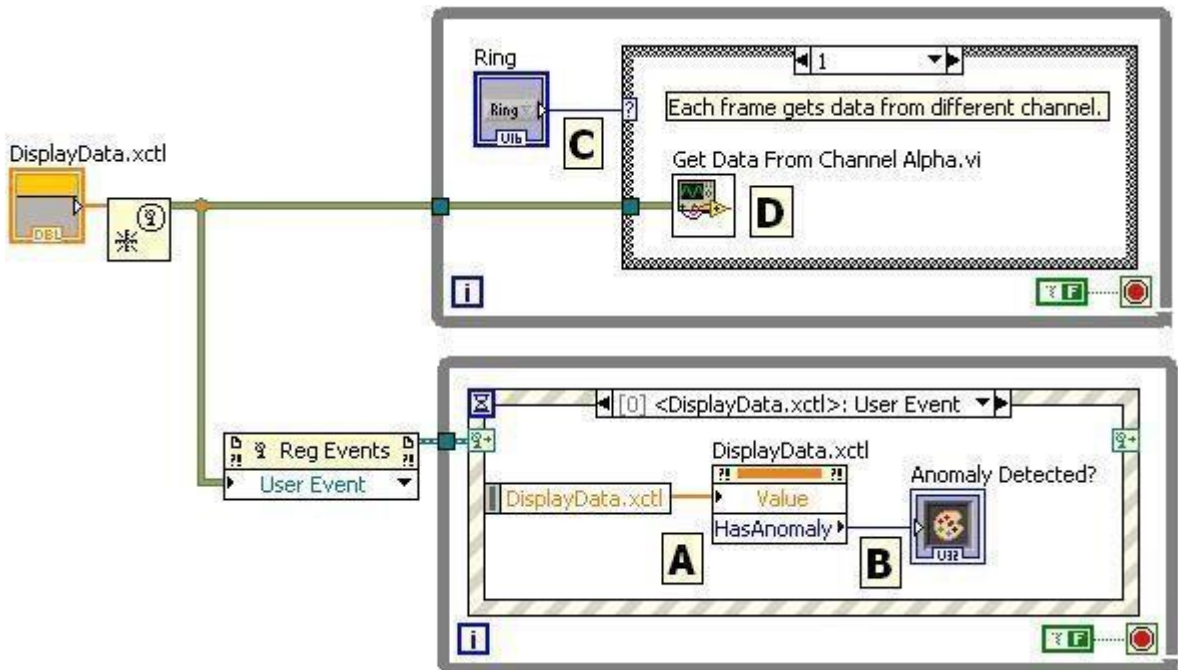 Ring
1
Each frame gets data from different channel.
Ring
U16
C
Get Data From Channel Alpha.vi
D
DisplayData.xctl
DBL
i
F
[0] <DisplayData.xctl>: User Event
Reg Events
User Event
DisplayData.xctl
DisplayData.xctl
Value
HasAnomaly
A
B
Anomaly Detected?
U32
i
F